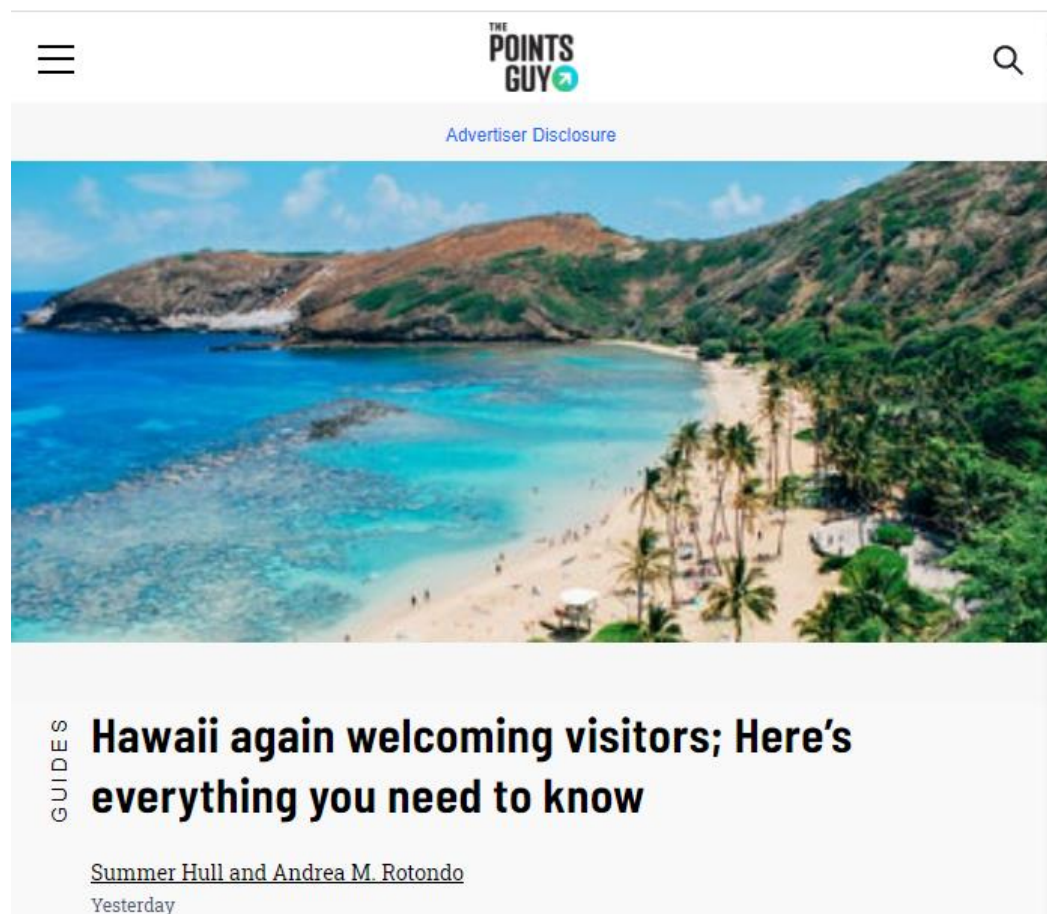 THE
POINTS
GUY
Advertiser Disclosure
GUIDES
Hawaii again welcoming visitors; Here’s
everything you need to know
Summer Hull and Andrea M. Rotondo
Yesterday